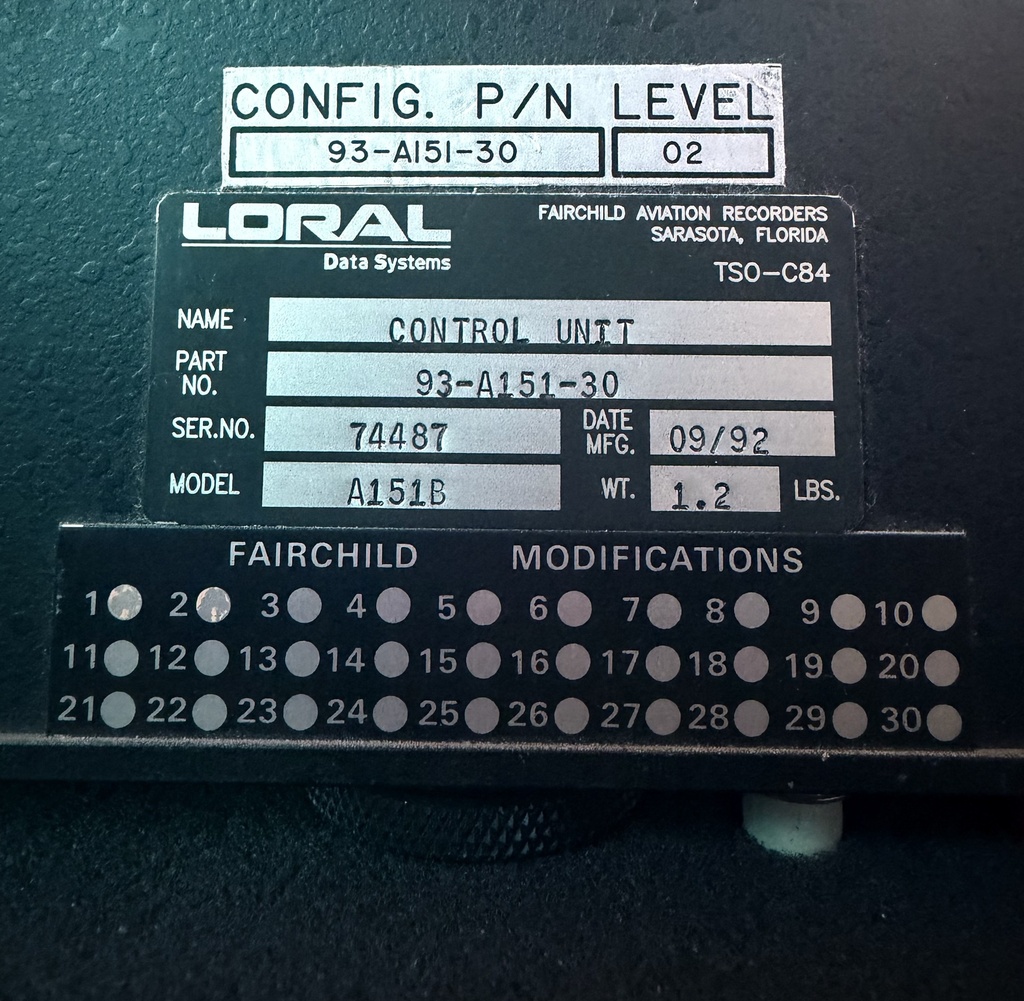 CONFIG. P/N LEVEL
93-A151-30 02
LORAL
Data Systems
FAIRCHILD AVIATION RECORDERS
SARASOTA, FLORIDA
TSO-C84
NAME CONTROL UNIT
PART NO. 93-A151-30
SER.NO. 74487 DATE MFG. 09/92
MODEL A151B WT. 1.2 LBS.
FAIRCHILD MODIFICATIONS
1 2 3 4 5 6 7 8 9 10
11 12 13 14 15 16 17 18 19 20
21 22 23 24 25 26 27 28 29 30